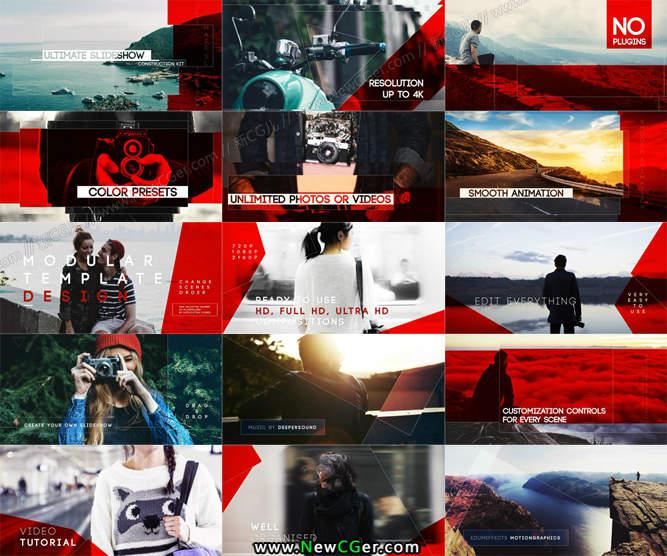 ULTIMATE SLIDESHOW
CONSTRUCTION KIT
RESOLUTION
UP TO 4K
NO
PLUGINS
COLOR PRESETS
UNLIMITED PHOTOS OR VIDEOS
SMOOTH ANIMATION
MODULAR
TEMPLATE
DESIGN
CHANGE
SCENES
ORDER
720P
1080P
2160P
READY TO USE
HD, FULL HD, ULTRA HD
COMPOSITIONS
EDIT EVERYTHING
VERY
EASY TO
USE
CREATE YOUR OWN SLIDESHOW
DRAG
DROP
MUSIC BY DEEPERSOUND
CUSTOMIZATION CONTROLS
FOR EVERY SCENE
VIDEO
TUTORIAL
WELL
ORGANISED
EDUMEFFECTS MOTIONGRAPHICS
www.NewCGer.com